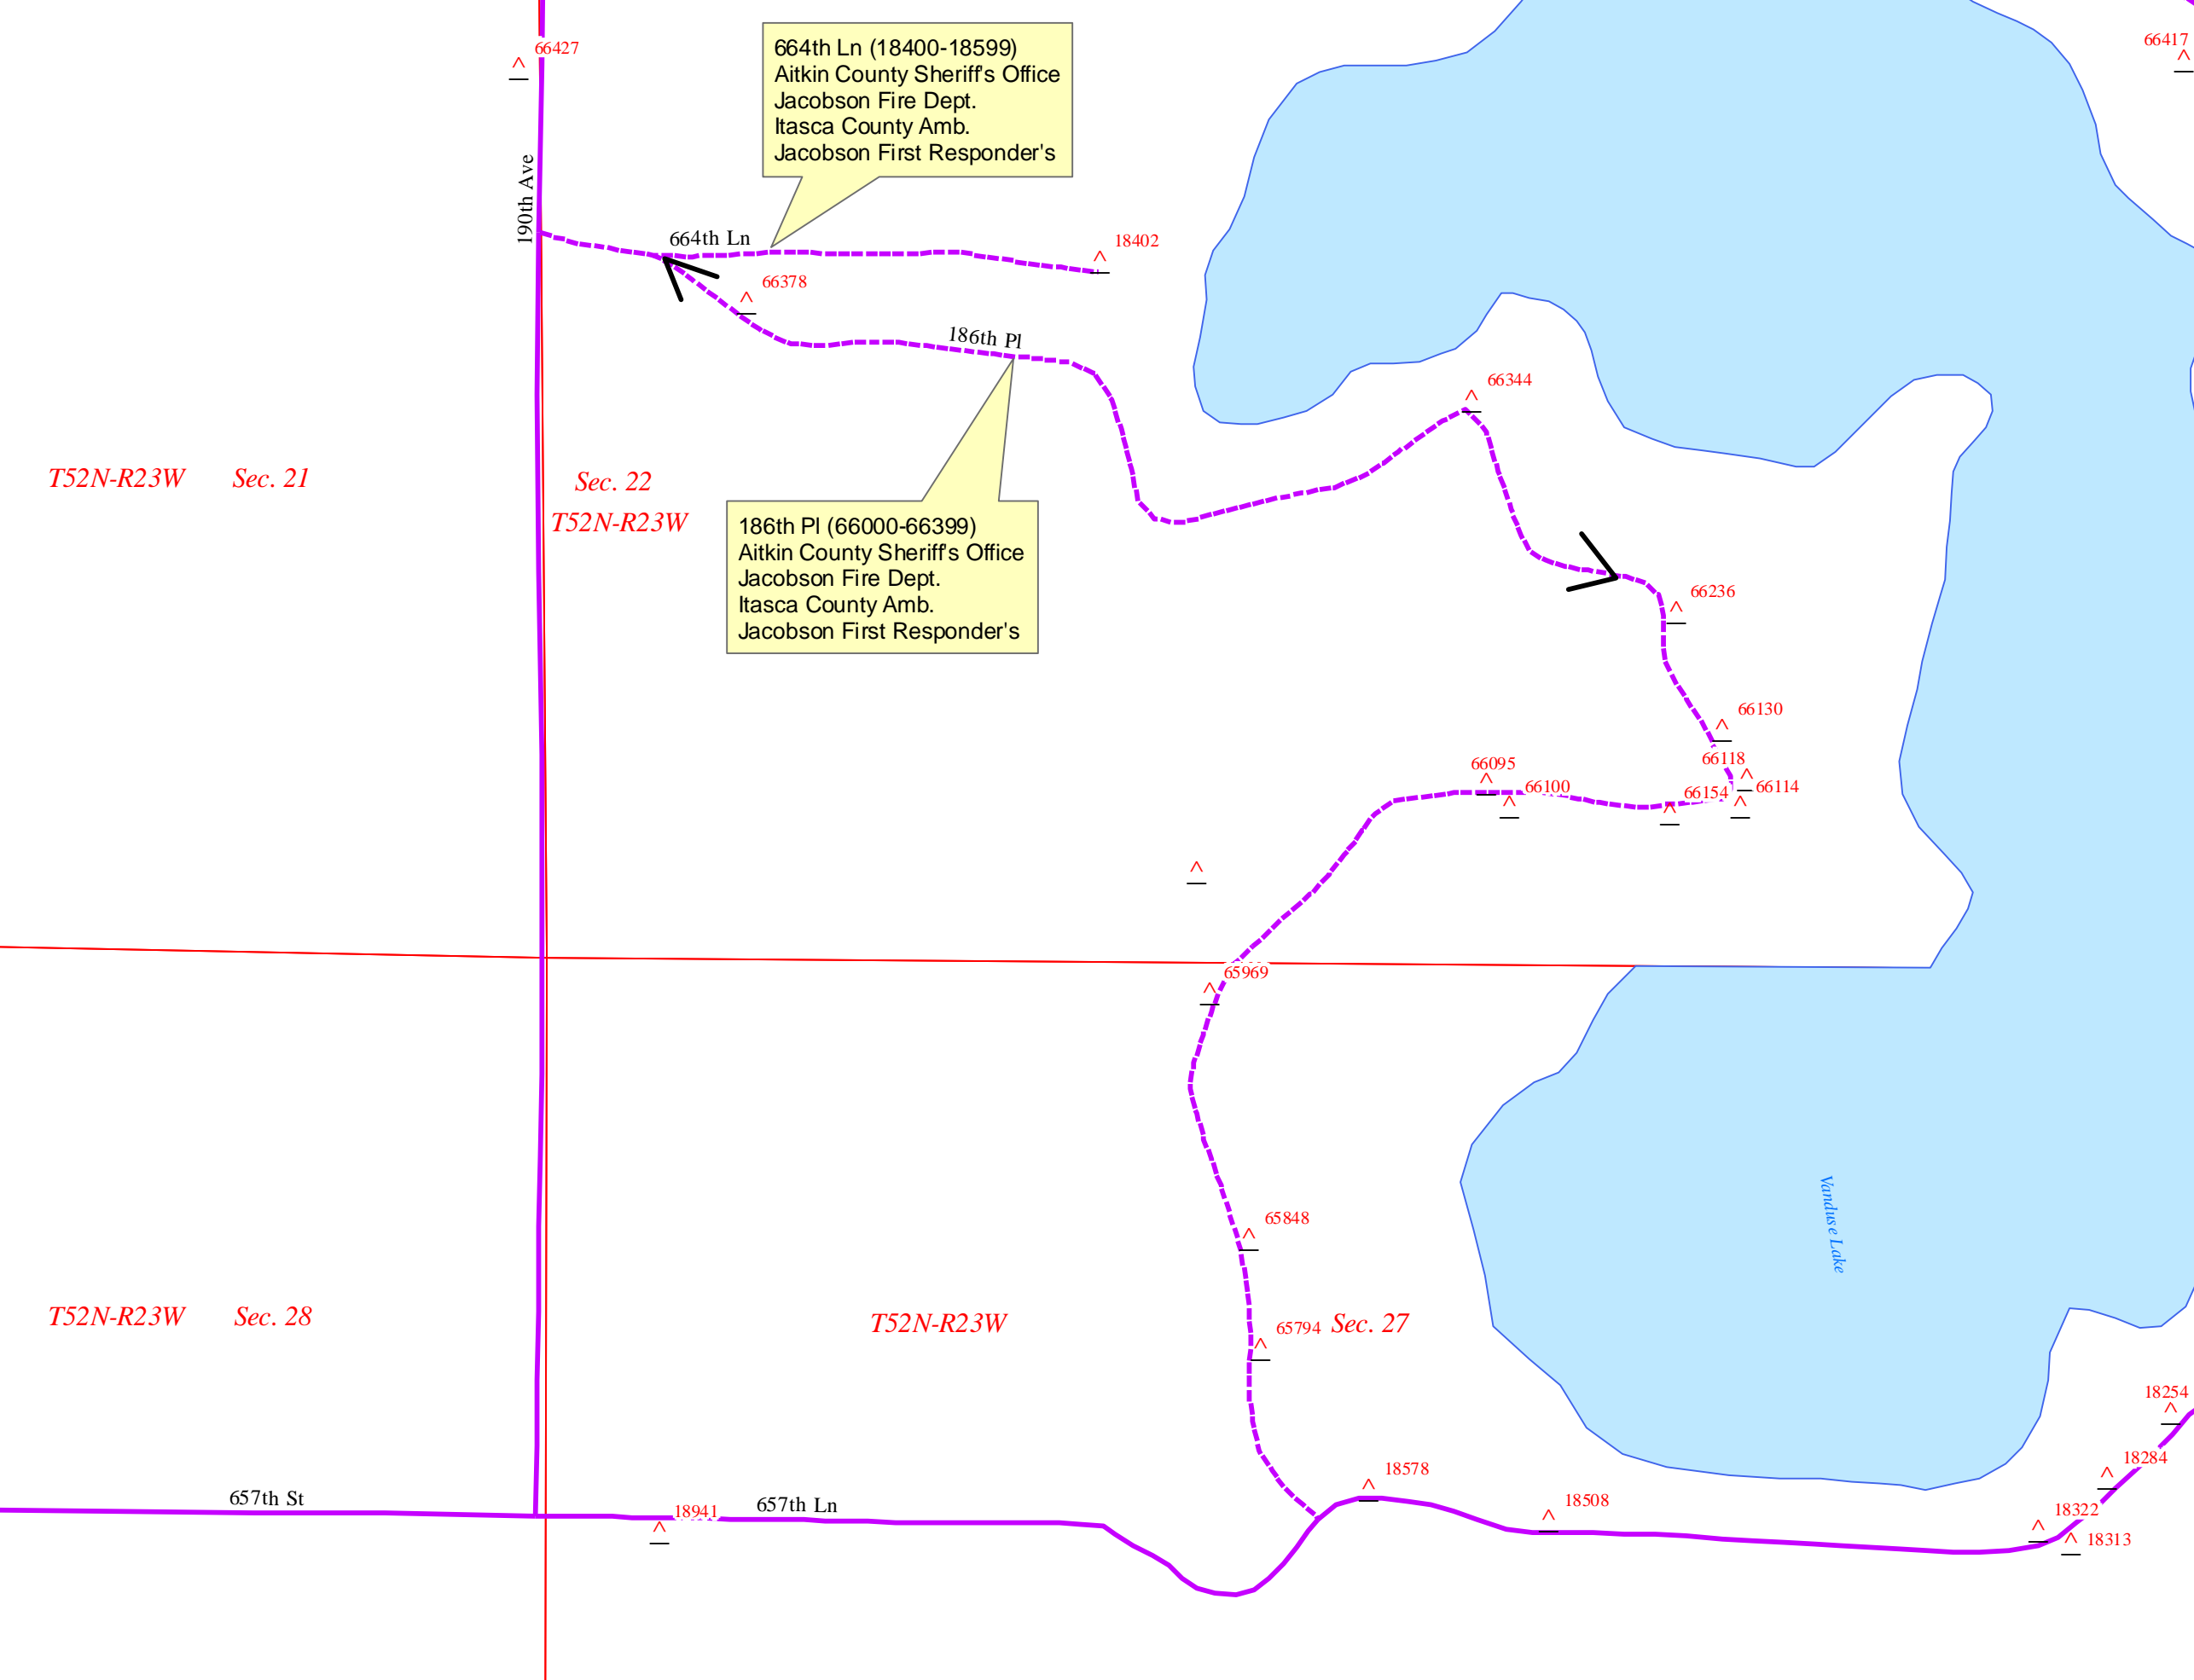 66427
664th Ln (18400-18599)
Aitkin County Sheriff's Office
Jacobson Fire Dept.
Itasca County Amb.
Jacobson First Responder's
66417
190th Ave
664th Ln
18402
66378
186th Pl
66344
T52N-R23W Sec. 21
Sec. 22
T52N-R23W
186th Pl (66000-66399)
Aitkin County Sheriff's Office
Jacobson Fire Dept.
Itasca County Amb.
Jacobson First Responder's
66236
66130
66118
66095
66100
66154
66114
65969
65848
Vanduse Lake
T52N-R23W Sec. 28
T52N-R23W
65794
Sec. 27
18254
18284
18578
657th St
657th Ln
18941
18508
18322
18313